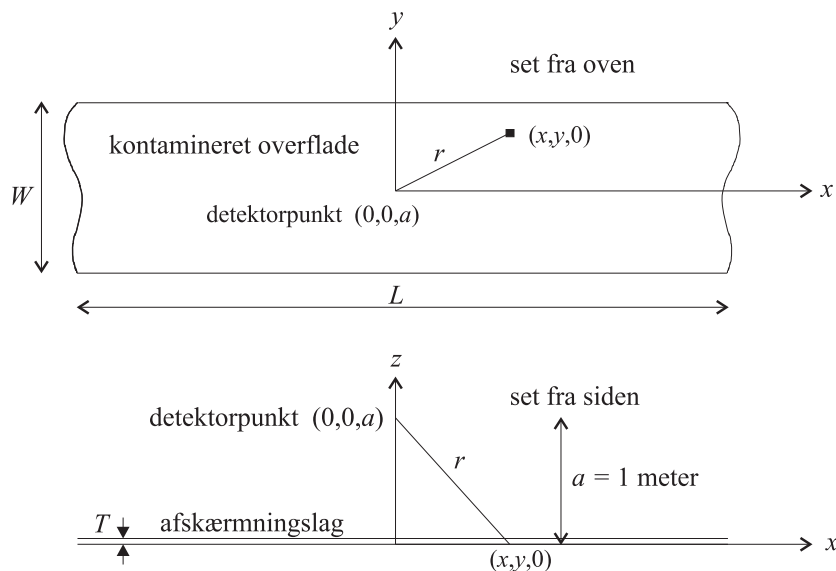 y
set fra oven
kontamineret overflade
r
(x,y,0)
W
x
detektorpunkt (0,0,a)
L
z
set fra siden
detektorpunkt (0,0,a)
r
a = 1 meter
T
afskærmningslag
x
(x,y,0)